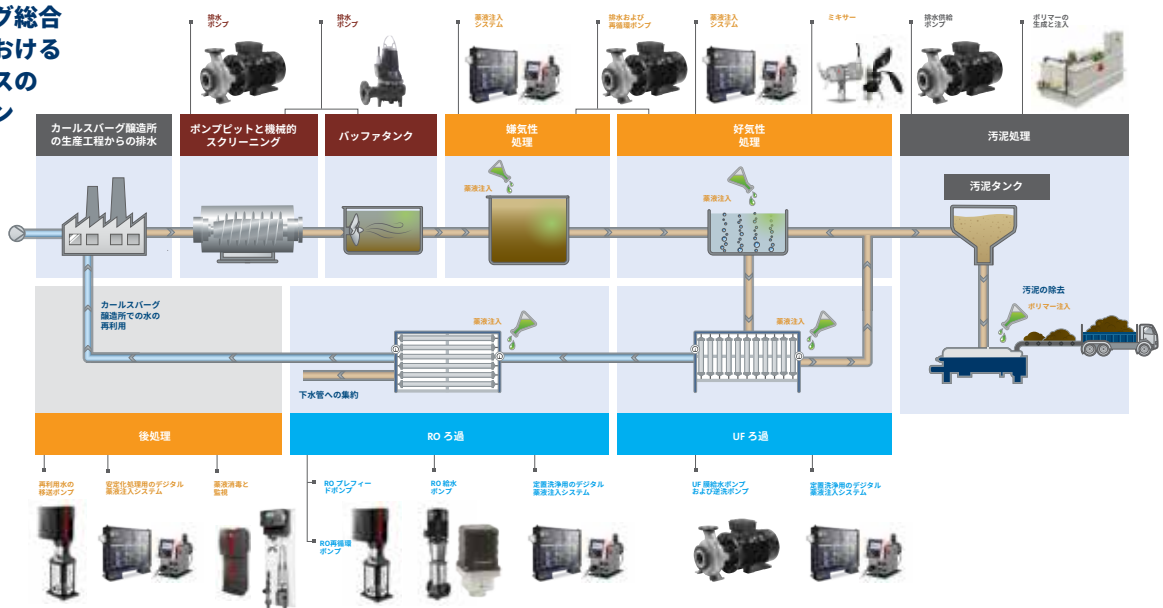 グ総合
おける
スの
ン
排水
ポンプ
排水
ポンプ
薬液注入
システム
排水および
再循環ポンプ
薬液注入
システム
ミキサー
排水供給
ポンプ
ポリマーの
生成と注入
カールスバーグ醸造所
の生産工程からの排水
ポンプピットと機械的
スクリーニング
バッファタンク
嫌気性
処理
好気性
処理
汚泥処理
薬液注入
薬液注入
汚泥タンク
カールスバーグ
醸造所での水の
再利用
薬液注入
薬液注入
汚泥の除去
ポリマー注入
下水管への集約
後処理
RO ろ過
UF ろ過
再利用水の
移送ポンプ
安定化処理用のデジタル
薬液注入システム
薬液消毒と
監視
RO プレフィー
ドポンプ
RO再循環
ポンプ
RO 給水
ポンプ
定置洗浄用のデジタル
薬液注入システム
UF 膜給水ポンプ
および逆洗ポンプ
定置洗浄用のデジタル
薬液注入システム